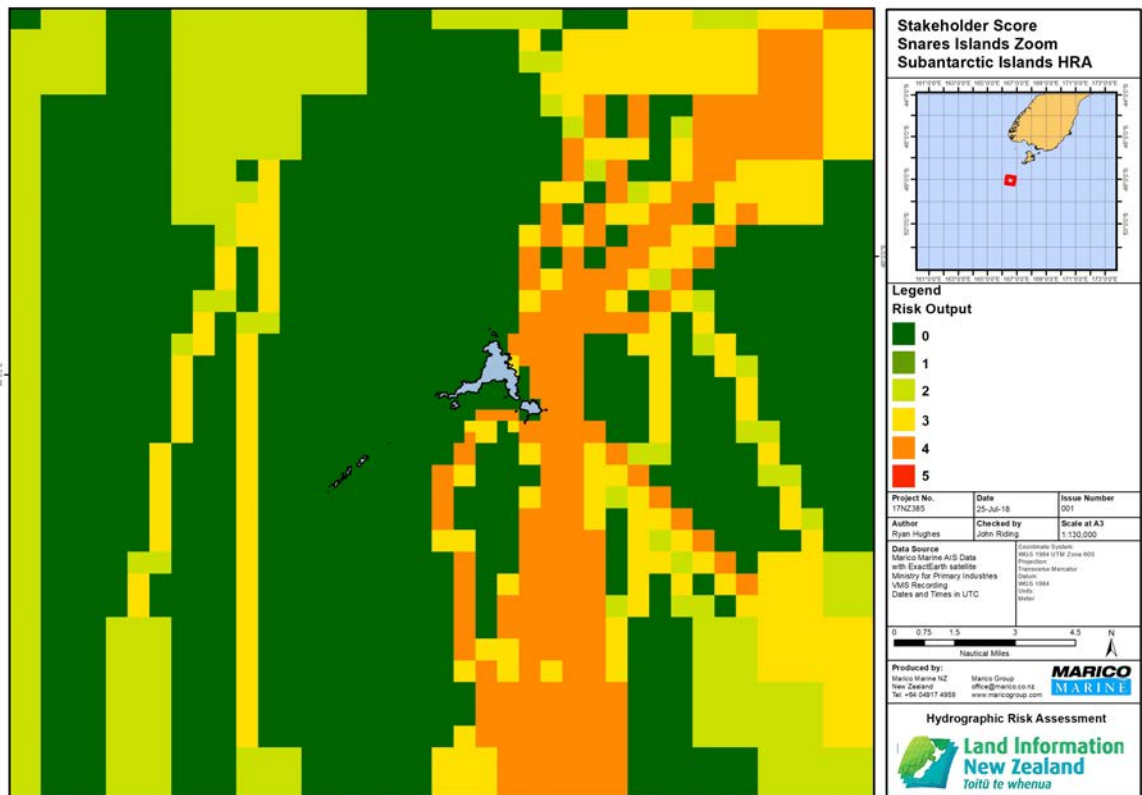 Stakeholder Score
Snares Islands Zoom
Subantarctic Islands HRA
Legend
Risk Output
0
1
2
3
4
5
Project No.
17NZ385
Date
25-Jul-18
Issue Number
001
Author
Ryan Hughes
Checked by
John Riding
Scale at A3
1:130,000
Data Source
Marico Marine AIS Data
with ExactEarth satellite
Ministry for Primary Industries
VMS Recording
Dates and Times in UTC
Coordinate System:
WGS 1984 UTM Zone
Projection:
Transverse Mercator
Datum:
WGS 1984
Units:
Meter
0 0.75 1.5 3 4.5
Nautical Miles
N
Produced by:
Marico Marine NZ
New Zealand
Tel: +64 04917 4959
Marico Group
office@marico.co.nz
www.maricogroup.com
MARICO
MARINE
Hydrographic Risk Assessment
Land Information
New Zealand
Toitū te whenua